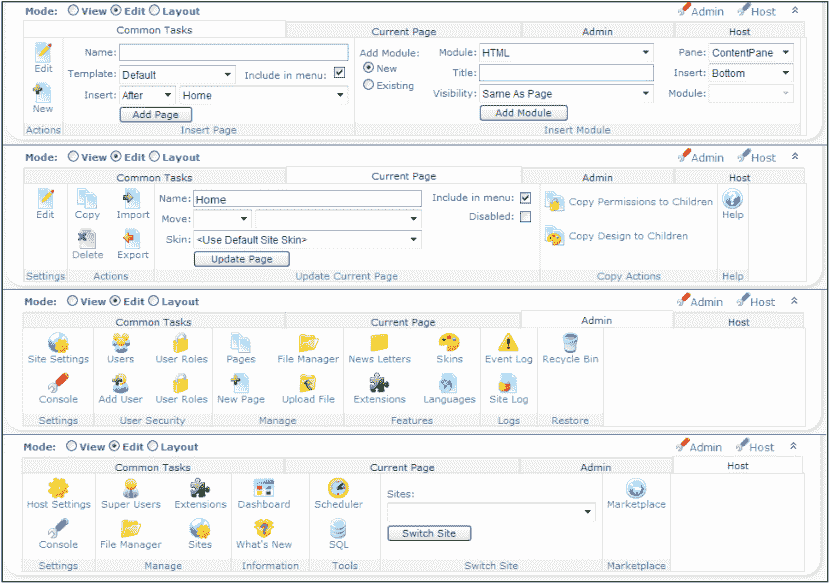 Mode: View Edit Layout Admin Host
Common Tasks Current Page Admin Host
Name: Add Module: Module: HTML Pane: ContentPane
Edit New Title: Insert: Bottom
Template: Default Include in menu: Existing Visibility: Same As Page Module:
New Insert: After Home
Add Page Add Module
Actions Insert Page Insert Module
Mode: View Edit Layout Admin Host
Common Tasks Current Page Admin Host
Name: Home Include in menu: Copy Permissions to Children
Edit Copy Import Move: Disabled: Help
Skin: <Use Default Site Skin> Copy Design to Children
Delete Export Update Page
Settings Actions Update Current Page Copy Actions Help
Mode: View Edit Layout Admin Host
Common Tasks Current Page Admin Host
Site Settings Users User Roles Pages File Manager News Letters Skins Event Log Recycle Bin
Console Add User User Roles New Page Upload File Extensions Languages Site Log
Settings User Security Manage Features Logs Restore
Mode: View Edit Layout Admin Host
Common Tasks Current Page Admin Host
Sites:
Host Settings Super Users Extensions Dashboard Scheduler Marketplace
Switch Site
Console File Manager Sites What's New SQL
Settings Manage Information Tools Switch Site Marketplace